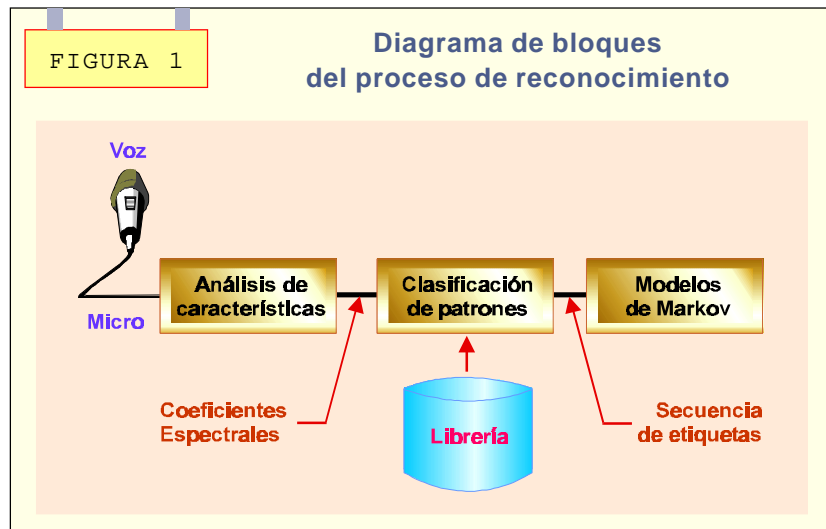 FIGURA 1
Diagrama de bloques
del proceso de reconocimiento
Voz
Micro
Análisis de
características
Clasificación
de patrones
Modelos
de Markov
Coeficientes
Espectrales
Librería
Secuencia
de etiquetas